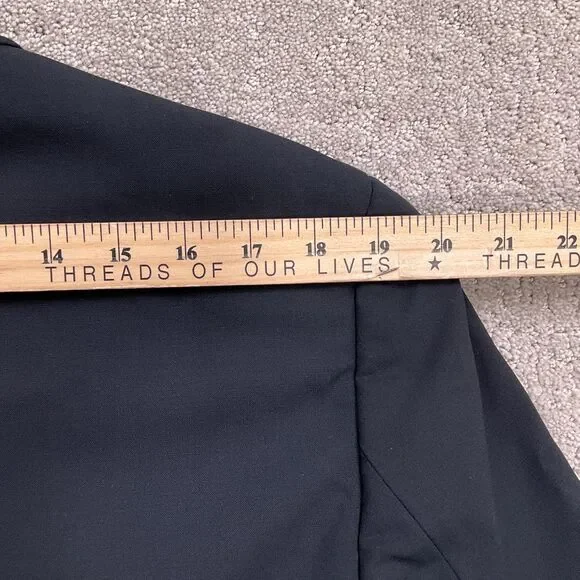 14 15 16 17 18 19 20 21 22
THREADS OF OUR LIVES ★ THREAD